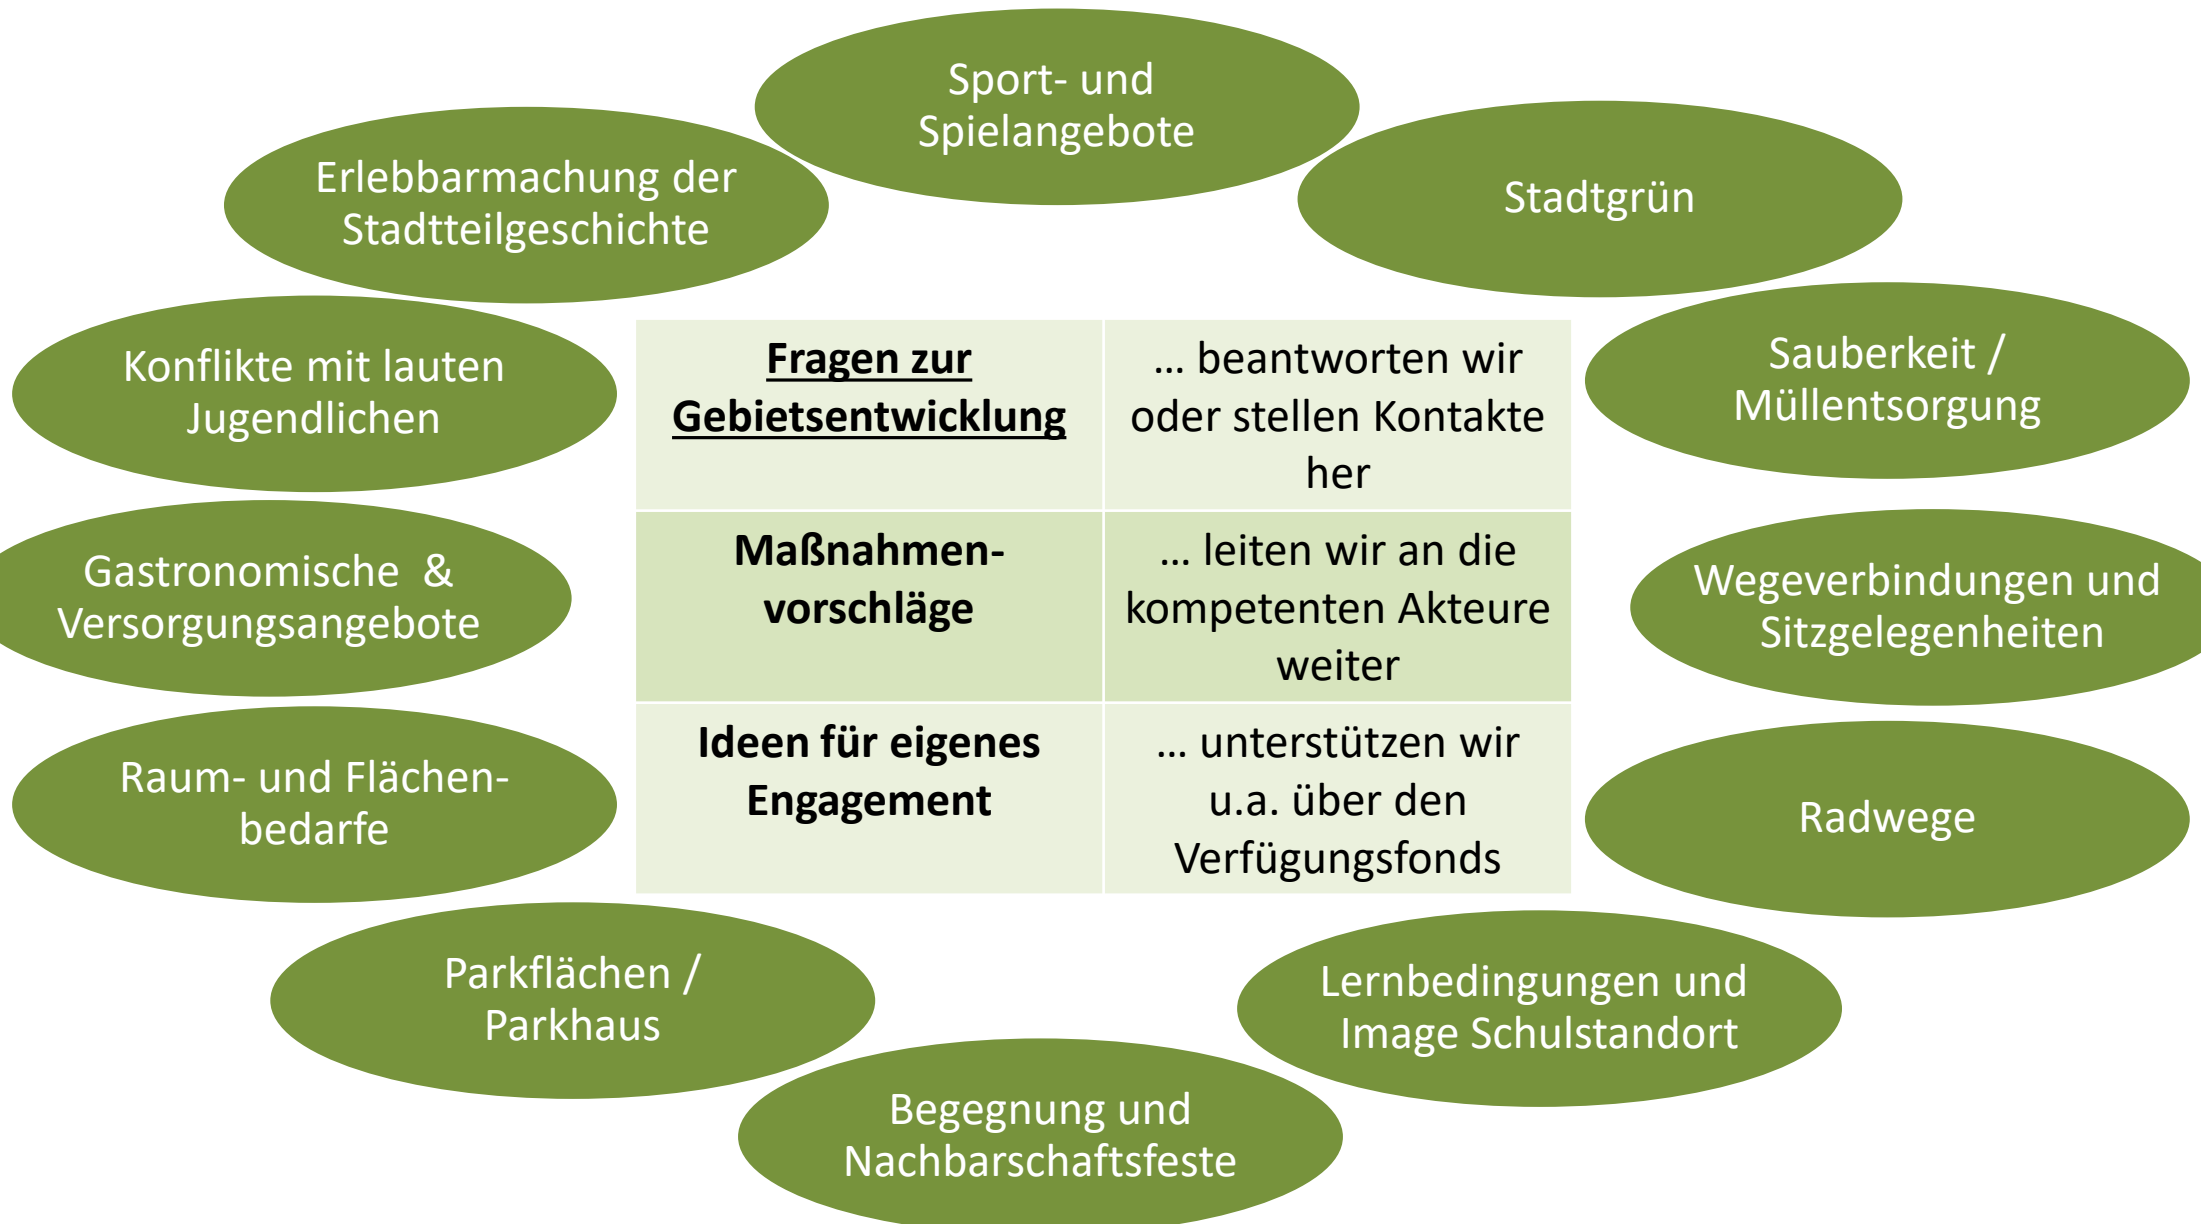 Sport- und
Spielangebote
Erlebbarmachung der
Stadtteilgeschichte
Stadtgrün
Konflikte mit lauten
Jugendlichen
Sauberkeit /
Müllentsorgung
Gastronomische &
Versorgungsangebote
Wegeverbindungen und
Sitzgelegenheiten
Raum- und Flächen-
bedarfe
Radwege
Parkflächen /
Parkhaus
Lernbedingungen und
Image Schulstandort
Begegnung und
Nachbarschaftsfeste
Fragen zur
Gebietsentwicklung
... beantworten wir
oder stellen Kontakte
her
Maßnahmen-
vorschläge
... leiten wir an die
kompetenten Akteure
weiter
Ideen für eigenes
Engagement
... unterstützen wir
u.a. über den
Verfügungsfonds